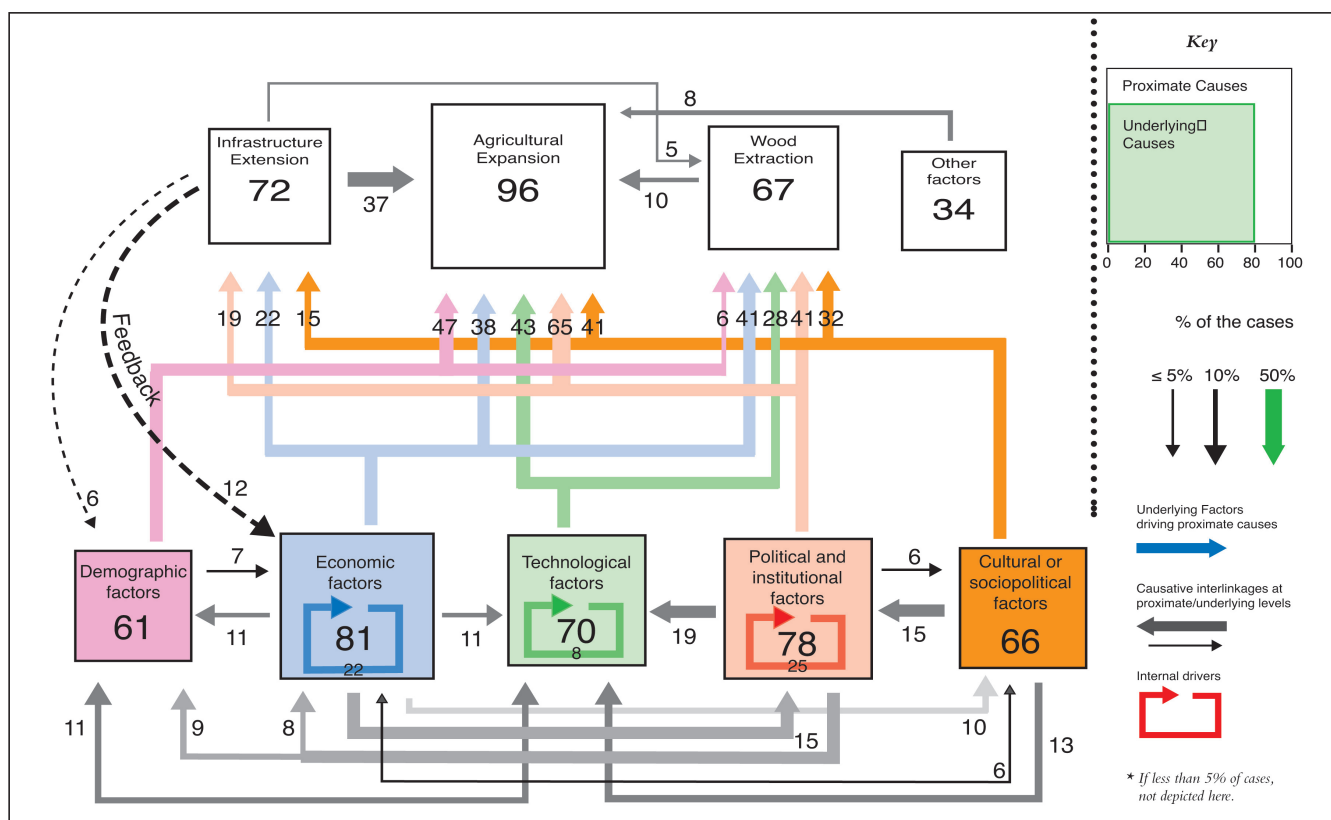 Key
Proximate Causes
Underlying□
Causes
0 20 40 60 80 100
% of the cases
≤ 5% 10% 50%
Underlying Factors
driving proximate causes
Causative interlinkages at
proximate/underlying levels
Internal drivers
* If less than 5% of cases,
not depicted here.
8
Infrastructure
Extension
72
Agricultural
Expansion
96
Wood
Extraction
67
Other
factors
34
37
5
10
19 22 15 47 38 43 65 41 6 41 28 41 32
Feedback
6
12
Demographic
factors
61
7
11
Economic
factors
81
22
11
Technological
factors
70
8
19
Political and
institutional
factors
78
25
6
15
Cultural or
sociopolitical
factors
66
11 9 8 15 10 13
6